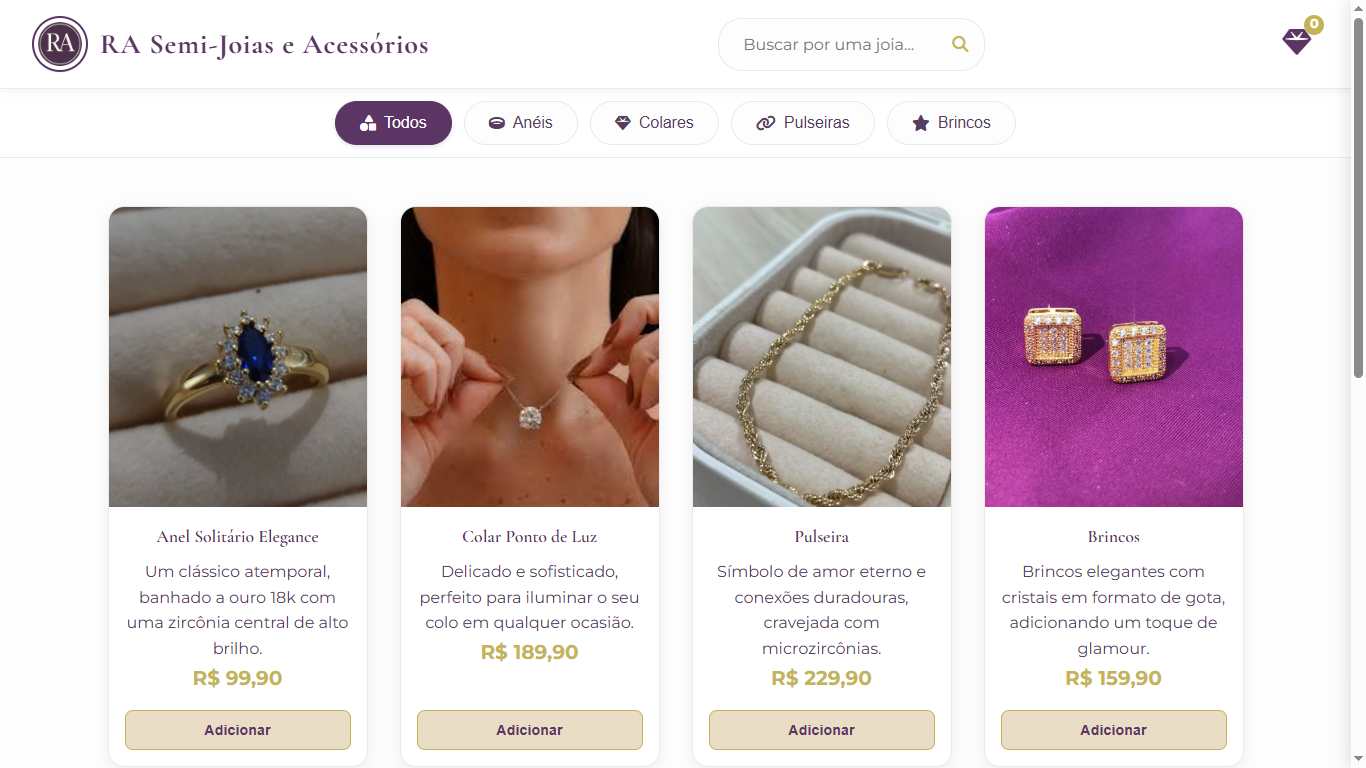 RA
RA Semi-Joias e Acessórios
Buscar por uma joia...
0
Todos
Anéis
Colares
Pulseiras
Brincos
Anel Solitário Elegance
Um clássico atemporal,
banhado a ouro 18k com
uma zircônia central de alto
brilho.
R$ 99,90
Adicionar
Colar Ponto de Luz
Delicado e sofisticado,
perfeito para iluminar o seu
colo em qualquer ocasião.
R$ 189,90
Adicionar
Pulseira
Símbolo de amor eterno e
conexões duradouras,
cravejada com
microzircônias.
R$ 229,90
Adicionar
Brincos
Brincos elegantes com
cristais em formato de gota,
adicionando um toque de
glamour.
R$ 159,90
Adicionar